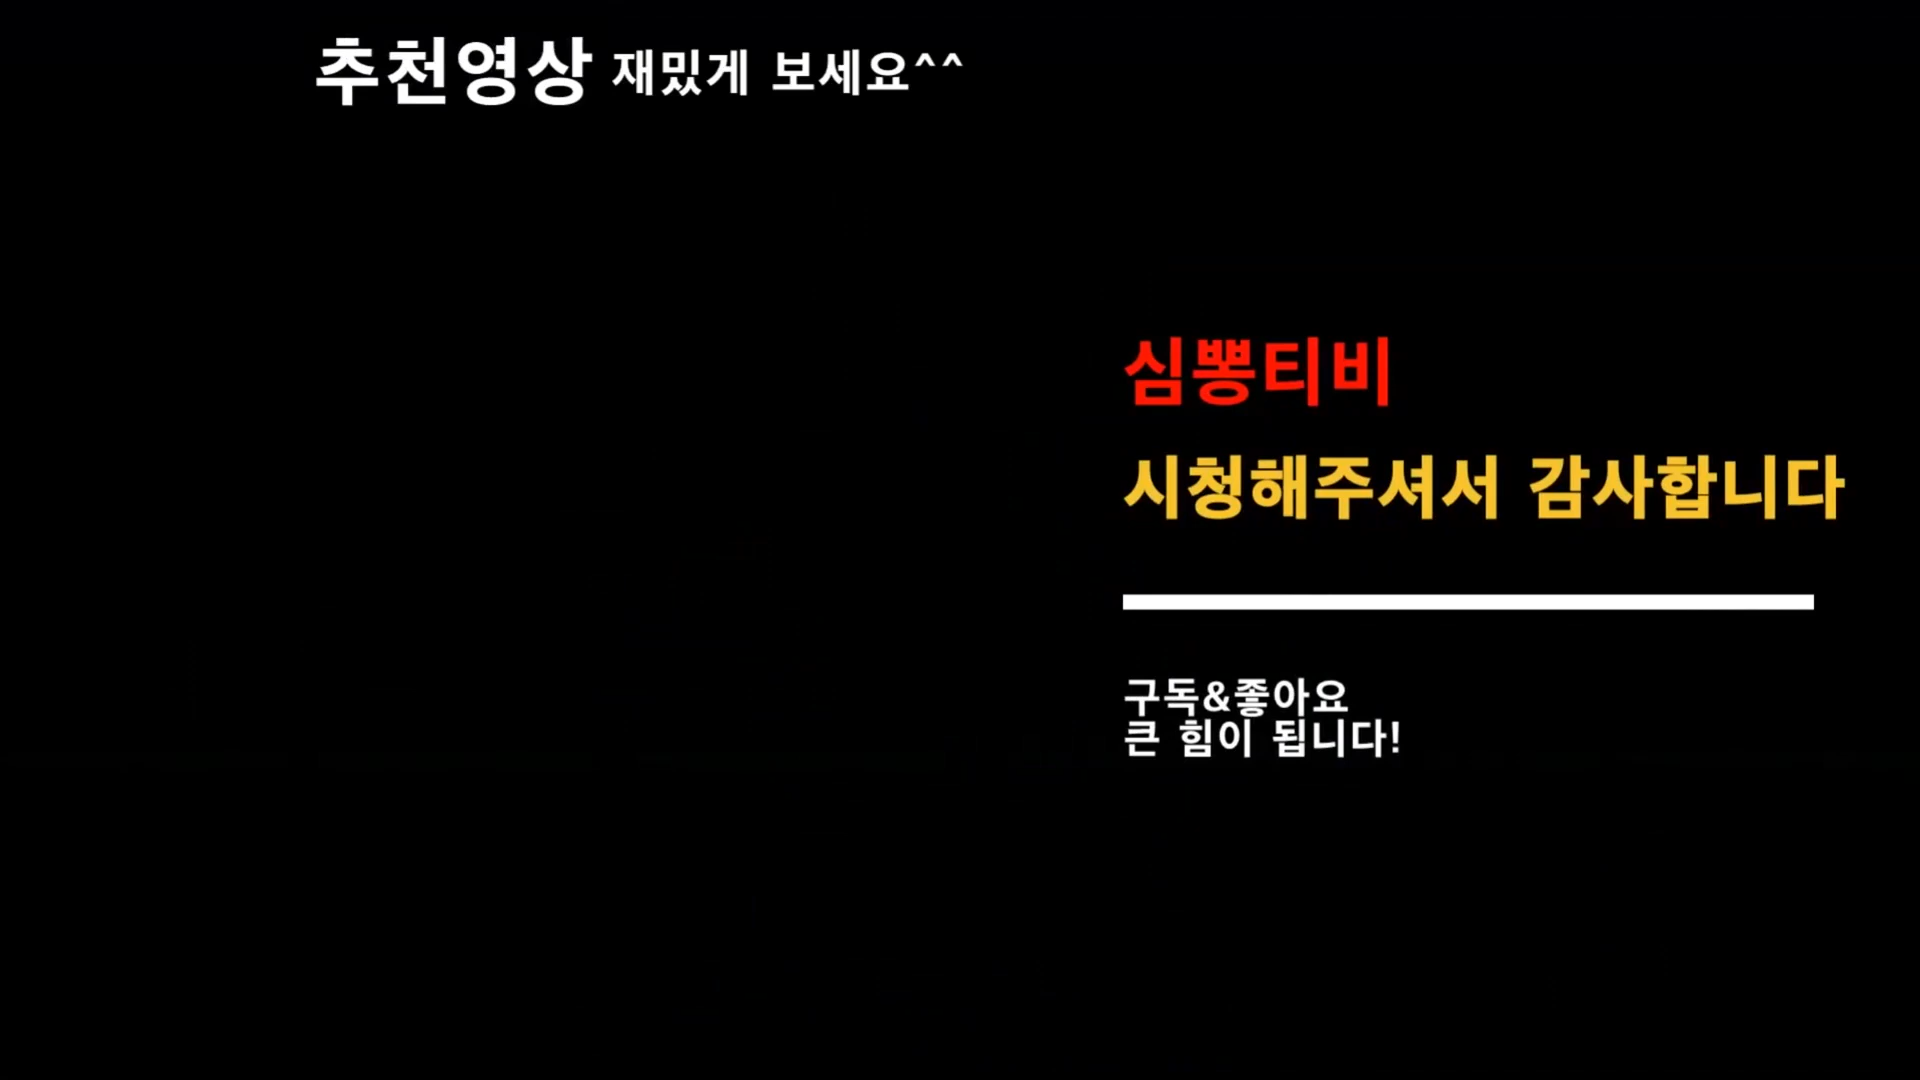 추천영상 재밌게 보세요^^
심뽕티비
시청해주셔서 감사합니다
구독&좋아요
큰 힘이 됩니다!